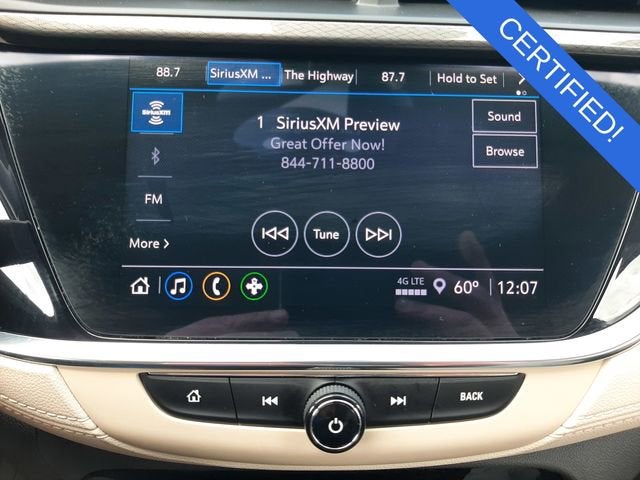 CERTIFIED!
88.7 SiriusXM ... The Highway 87.7 Hold to Set
SiriusXM
1 SiriusXM Preview
Great Offer Now!
844-711-8800
Sound
Browse
FM
More
Tune
4G LTE
60° 12:07
BACK